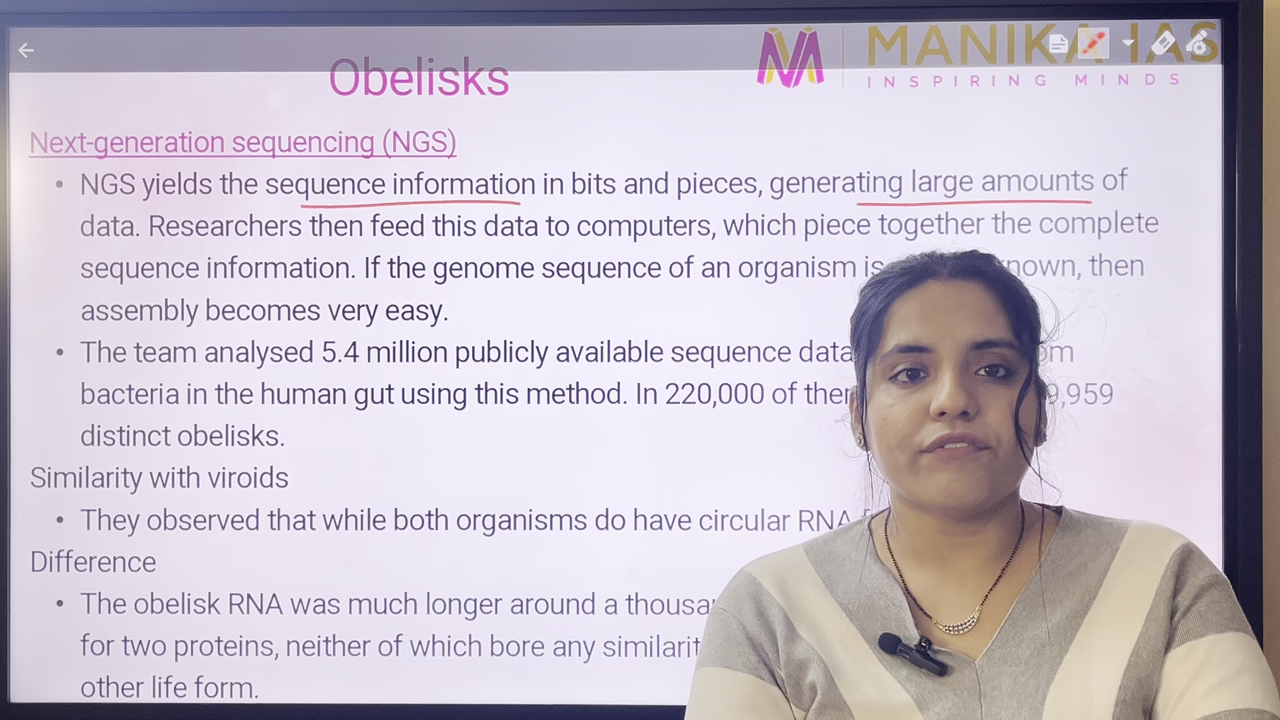 MANIKA IAS
INSPIRING MINDS
Obelisks
Next-generation sequencing (NGS)
• NGS yields the sequence information in bits and pieces, generating large amounts of
data. Researchers then feed this data to computers, which piece together the complete
sequence information. If the genome sequence of an organism is then
assembly becomes very easy.
• The team analysed 5.4 million publicly available sequence
bacteria in the human gut using this method. In 220,000 of
distinct obelisks.
Similarity with viroids
• They observed that while both organisms do have circular RNA
Difference
• The obelisk RNA was much longer around a
for two proteins, neither of which bore any
other life form.